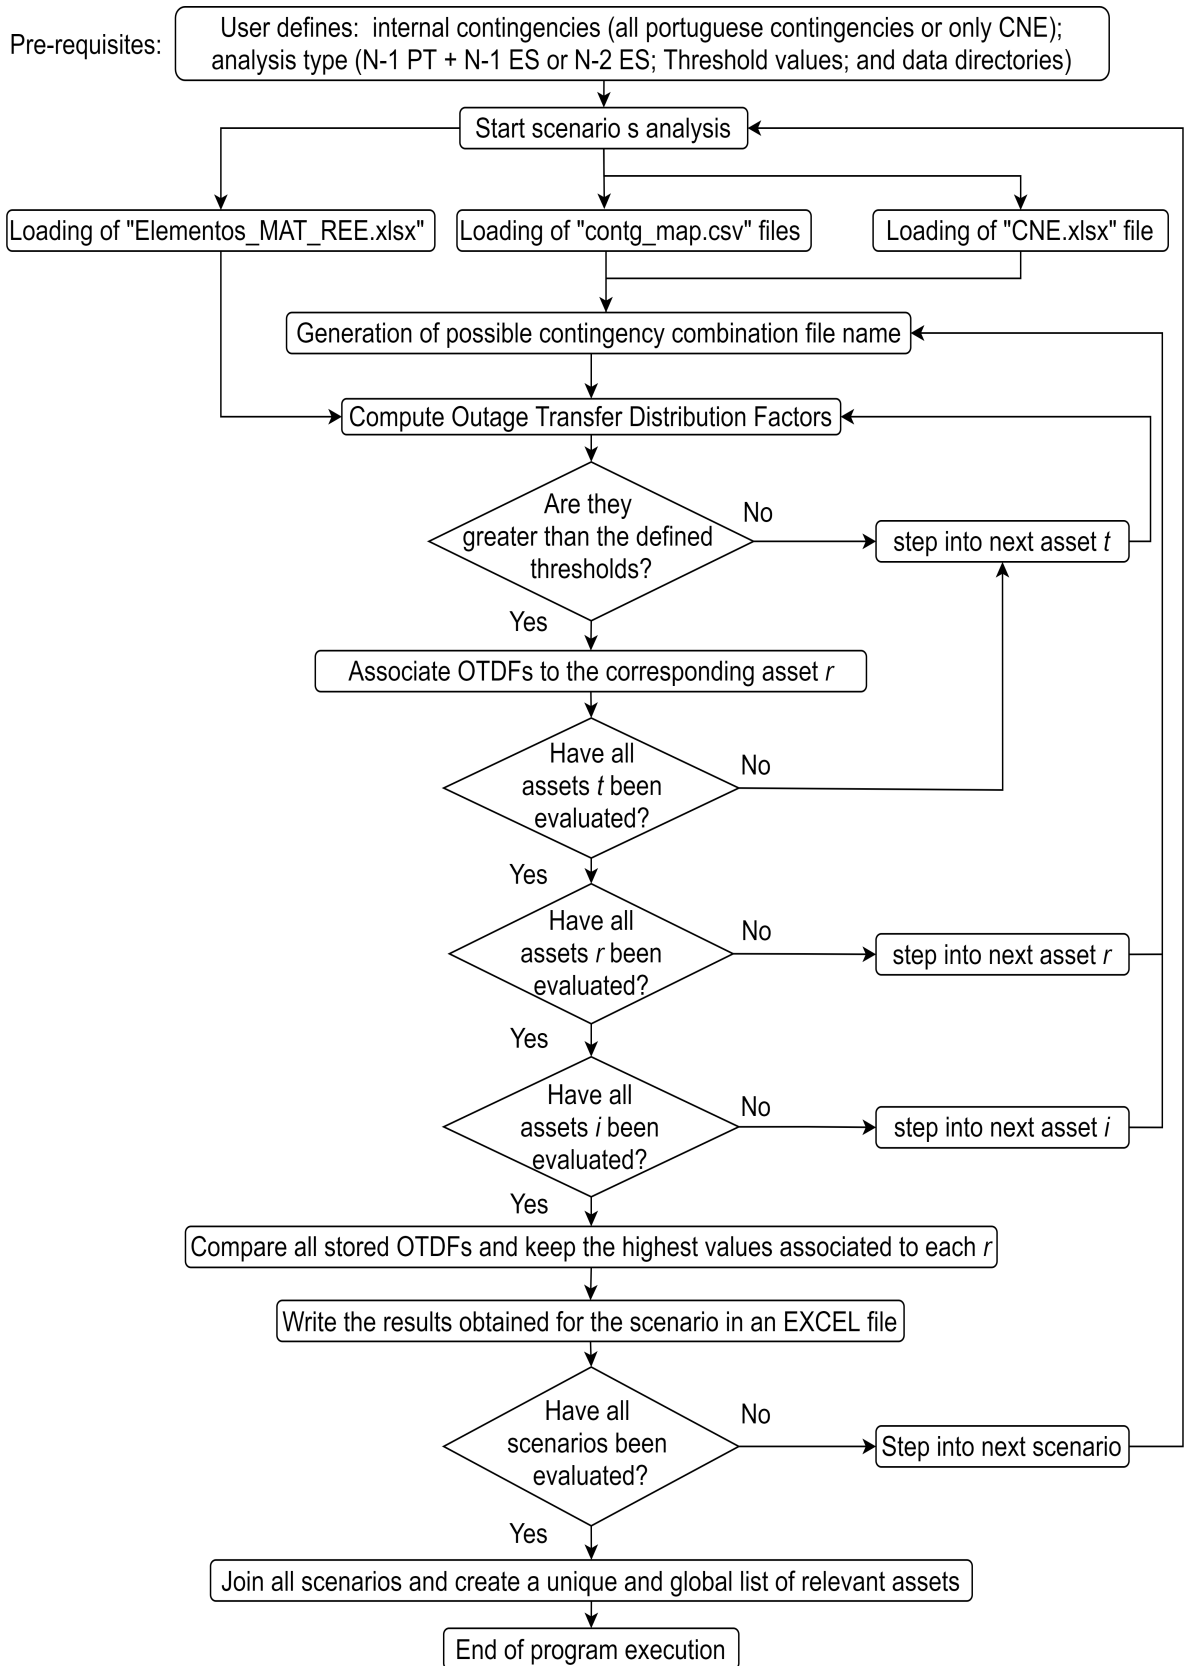 Pre-requisites:
User defines: internal contingencies (all portuguese contingencies or only CNE);
analysis type (N-1 PT + N-1 ES or N-2 ES; Threshold values; and data directories)
Start scenario s analysis
Loading of "Elementos_MAT_REE.xlsx"
Loading of "contg_map.csv" files
Loading of "CNE.xlsx" file
Generation of possible contingency combination file name
Compute Outage Transfer Distribution Factors
Are they
greater than the defined
thresholds?
No
step into next asset t
Yes
Associate OTDFs to the corresponding asset r
Have all
assets t been
evaluated?
No
Yes
Have all
assets r been
evaluated?
No
step into next asset r
Yes
Have all
assets i been
evaluated?
No
step into next asset i
Yes
Compare all stored OTDFs and keep the highest values associated to each r
Write the results obtained for the scenario in an EXCEL file
Have all
scenarios been
evaluated?
No
Step into next scenario
Yes
Join all scenarios and create a unique and global list of relevant assets
End of program execution